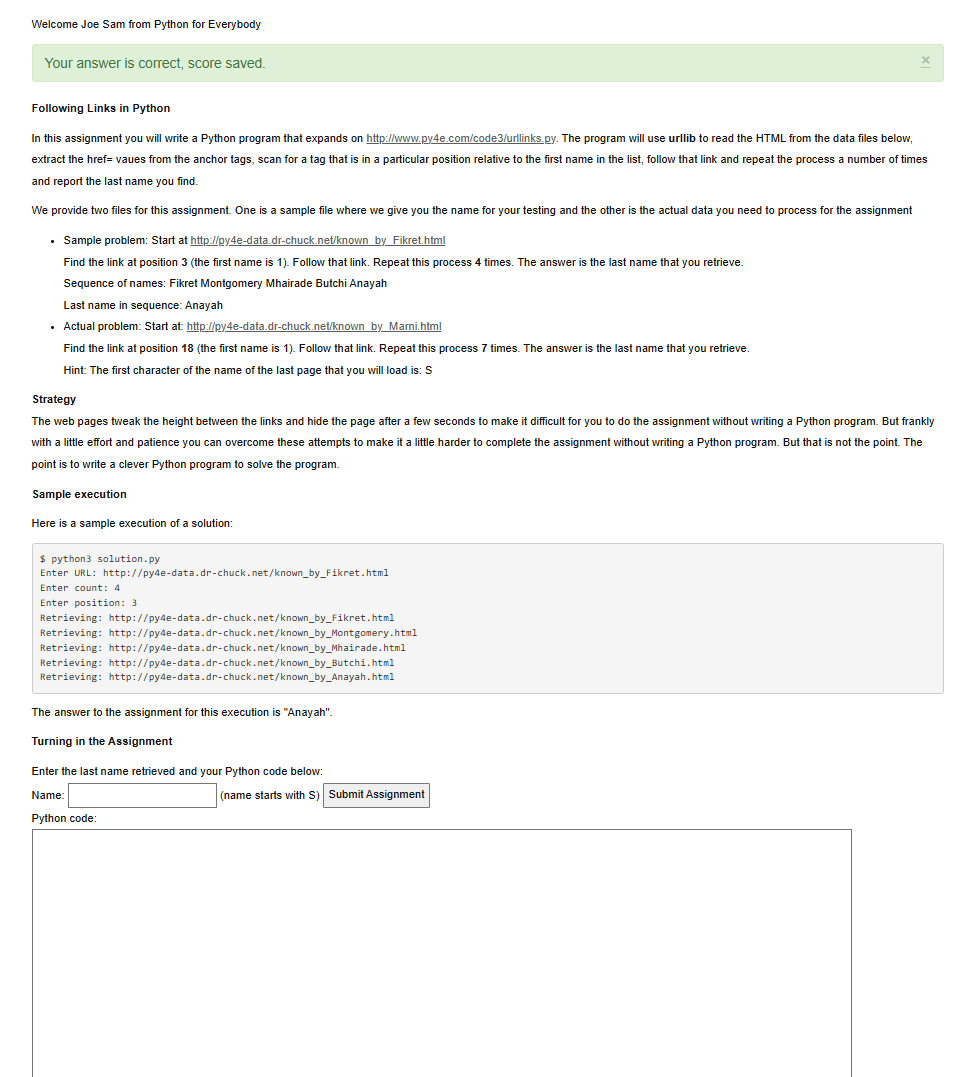 Welcome Joe Sam from Python for Everybody
Your answer is correct, score saved.
×
Following Links in Python
In this assignment you will write a Python program that expands on http://www.py4e.com/code3/urllinks.py. The program will use urllib to read the HTML from the data files below,
extract the href= vaues from the anchor tags, scan for a tag that is in a particular position relative to the first name in the list, follow that link and repeat the process a number of times
and report the last name you find.
We provide two files for this assignment. One is a sample file where we give you the name for your testing and the other is the actual data you need to process for the assignment
• Sample problem: Start at http://py4e-data.dr-chuck.net/known_by_Fikret.html
Find the link at position 3 (the first name is 1). Follow that link. Repeat this process 4 times. The answer is the last name that you retrieve.
Sequence of names: Fikret Montgomery Mhairade Butchi Anayah
Last name in sequence: Anayah
• Actual problem: Start at: http://py4e-data.dr-chuck.net/known_by_Marni.html
Find the link at position 18 (the first name is 1). Follow that link. Repeat this process 7 times. The answer is the last name that you retrieve.
Hint: The first character of the name of the last page that you will load is: S
Strategy
The web pages tweak the height between the links and hide the page after a few seconds to make it difficult for you to do the assignment without writing a Python program. But frankly
with a little effort and patience you can overcome these attempts to make it a little harder to complete the assignment without writing a Python program. But that is not the point. The
point is to write a clever Python program to solve the program.
Sample execution
Here is a sample execution of a solution:
$ python3 solution.py
Enter URL: http://py4e-data.dr-chuck.net/known_by_Fikret.html
Enter count: 4
Enter position: 3
Retrieving: http://py4e-data.dr-chuck.net/known_by_Fikret.html
Retrieving: http://py4e-data.dr-chuck.net/known_by_Montgomery.html
Retrieving: http://py4e-data.dr-chuck.net/known_by_Mhairade.html
Retrieving: http://py4e-data.dr-chuck.net/known_by_Butchi.html
Retrieving: http://py4e-data.dr-chuck.net/known_by_Anayah.html
The answer to the assignment for this execution is "Anayah".
Turning in the Assignment
Enter the last name retrieved and your Python code below:
Name: (name starts with S) Submit Assignment
Python code: